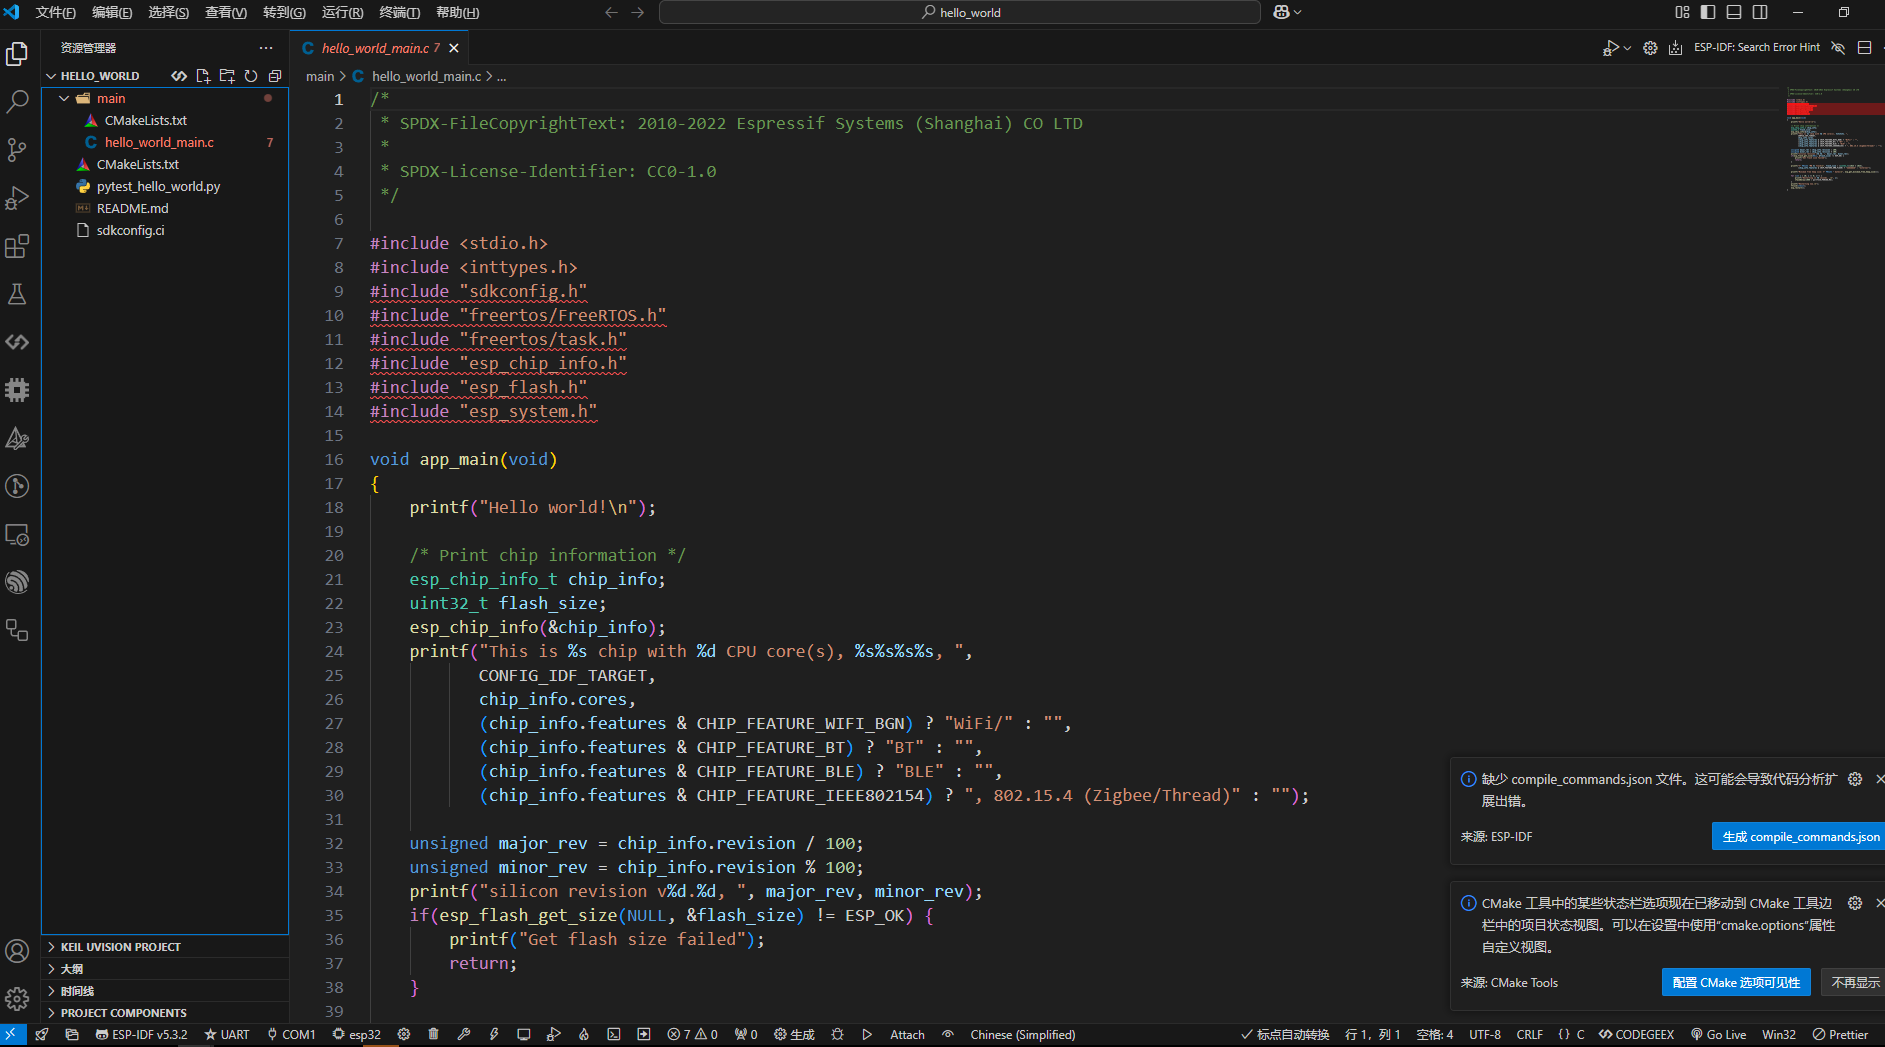 文件(F) 编辑(E) 选择(S) 查看(V) 转到(G) 运行(R) 终端(T) 帮助(H) hello_world
资源管理器
HELLO_WORLD
main
CMakeLists.txt
hello_world_main.c 7
CMakeLists.txt
pytest_hello_world.py
README.md
sdkconfig.ci
KEIL UVISION PROJECT
大纲
时间线
PROJECT COMPONENTS
hello_world_main.c 7
ESP-IDF: Search Error Hint
main > hello_world_main.c > ...
1 /*
2 * SPDX-FileCopyrightText: 2010-2022 Espressif Systems (Shanghai) CO LTD
3 *
4 * SPDX-License-Identifier: CC0-1.0
5 */
6
7 #include <stdio.h>
8 #include <inttypes.h>
9 #include "sdkconfig.h"
10 #include "freertos/FreeRTOS.h"
11 #include "freertos/task.h"
12 #include "esp_chip_info.h"
13 #include "esp_flash.h"
14 #include "esp_system.h"
15
16 void app_main(void)
17 {
18 printf("Hello world!\n");
19
20 /* Print chip information */
21 esp_chip_info_t chip_info;
22 uint32_t flash_size;
23 esp_chip_info(&chip_info);
24 printf("This is %s chip with %d CPU core(s), %s%s%s%s, ",
25 CONFIG_IDF_TARGET,
26 chip_info.cores,
27 (chip_info.features & CHIP_FEATURE_WIFI_BGN) ? "WiFi/" : "",
28 (chip_info.features & CHIP_FEATURE_BT) ? "BT" : "",
29 (chip_info.features & CHIP_FEATURE_BLE) ? "BLE" : "",
30 (chip_info.features & CHIP_FEATURE_IEEE802154) ? ", 802.15.4 (Zigbee/Thread)" : "");
31
32 unsigned major_rev = chip_info.revision / 100;
33 unsigned minor_rev = chip_info.revision % 100;
34 printf("silicon revision v%d.%d, ", major_rev, minor_rev);
35 if(esp_flash_get_size(NULL, &flash_size) != ESP_OK) {
36 printf("Get flash size failed");
37 return;
38 }
39
缺少 compile_commands.json 文件。这可能会导致代码分析扩
展出错。
来源: ESP-IDF
生成 compile_commands.json
CMake 工具中的某些状态栏选项现在已移动到 CMake 工具边
栏中的项目状态视图。可以在设置中使用“cmake.options”属性
自定义视图。
来源: CMake Tools
配置 CMake 选项可见性 不再显示
ESP-IDF v5.3.2 UART COM1 esp32 7 0 0 生成 Attach Chinese (Simplified) 标点自动转换 行 1，列 1 空格: 4 UTF-8 CRLF {} C CODEGEEX Go Live Win32 Prettier